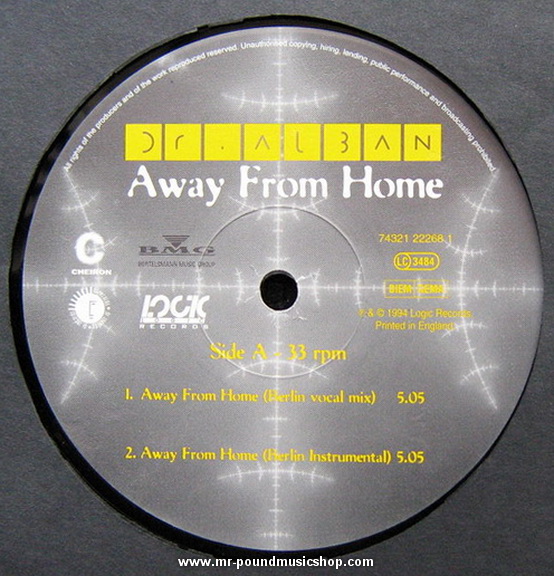 All rights of the producers and of the work reproduced reserved. Unauthorised copying, hiring, lending, public performance and broadcasting prohibited
Dr. ALBAN
Away From Home
C
CHEIRON
BMG
BERTELSMANN MUSIC GROUP
74321 22268 1
LC 3484
BIEM
LOGIC
RECORDS
℗ & © 1994 Logic Records
Printed in England
Side A - 33 rpm
1. Away From Home (Berlin vocal mix) 5.05
2. Away From Home (Berlin Instrumental) 5.05
www.mr-poundmusicshop.com